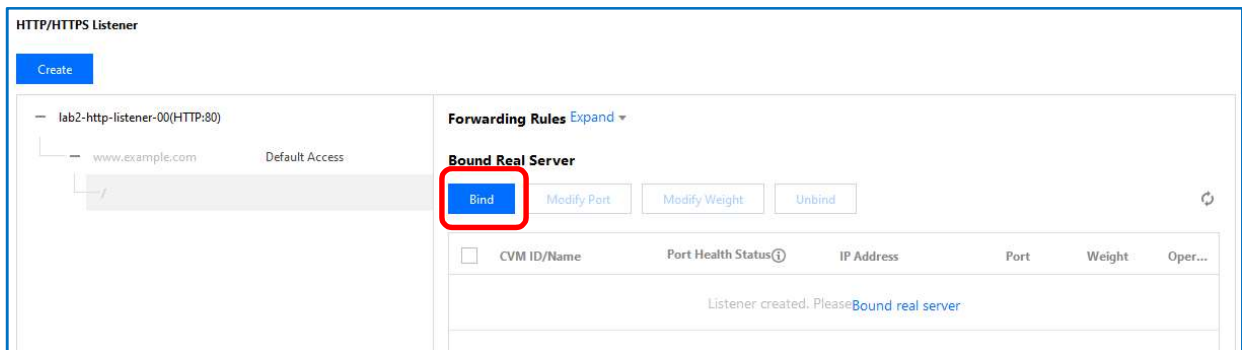 HTTP/HTTPS Listener
Create
lab2-http-listener-00(HTTP:80)
www.example.com Default Access
/
Forwarding Rules Expand
Bound Real Server
Bind Modify Port Modify Weight Unbind
CVM ID/Name Port Health Status IP Address Port Weight Oper...
Listener created. PleaseBound real server